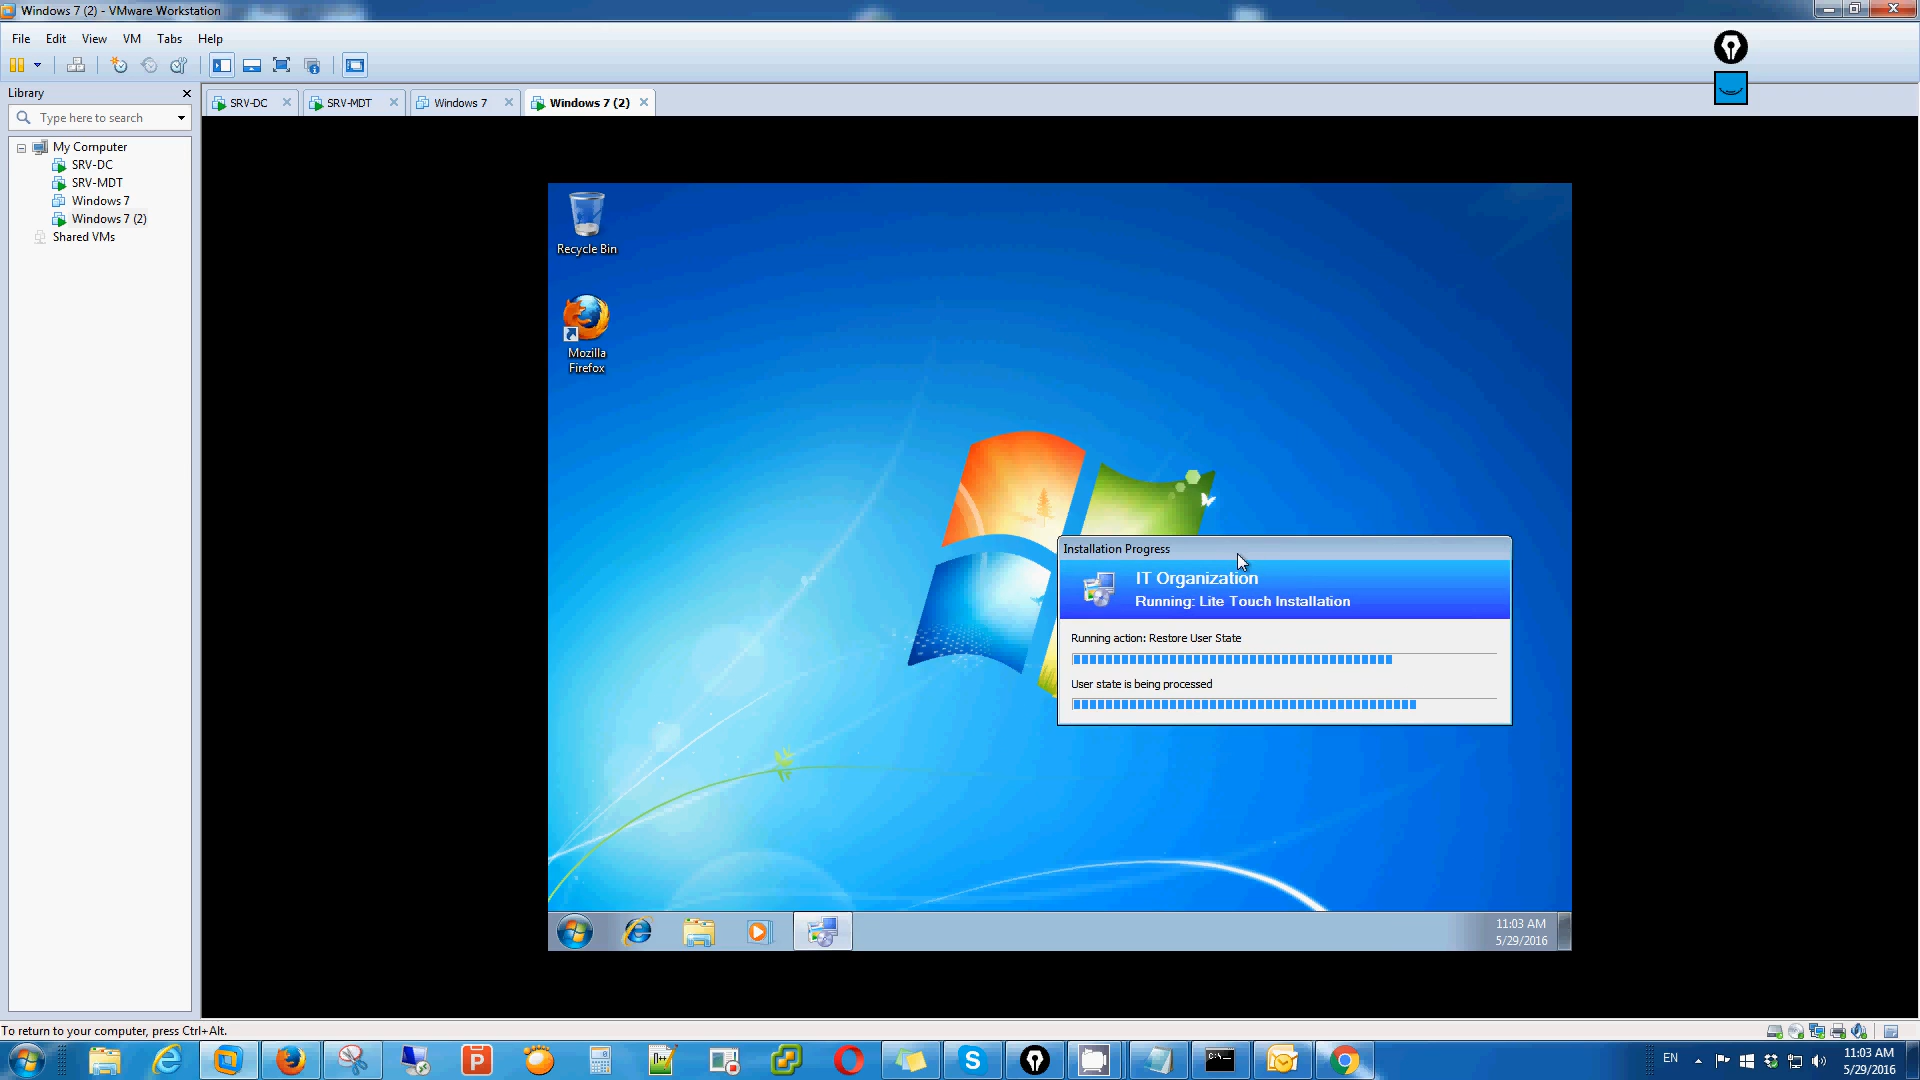 Windows 7 (2) - VMware Workstation
File Edit View VM Tabs Help
Library
Type here to search
My Computer
SRV-DC
SRV-MDT
Windows 7
Windows 7 (2)
Shared VMs
SRV-DC SRV-MDT Windows 7 Windows 7 (2)
Recycle Bin
Mozilla
Firefox
Installation Progress
IT Organization
Running: Lite Touch Installation
Running action: Restore User State
User state is being processed
11:03 AM
5/29/2016
To return to your computer, press Ctrl+Alt.
EN
11:03 AM
5/29/2016